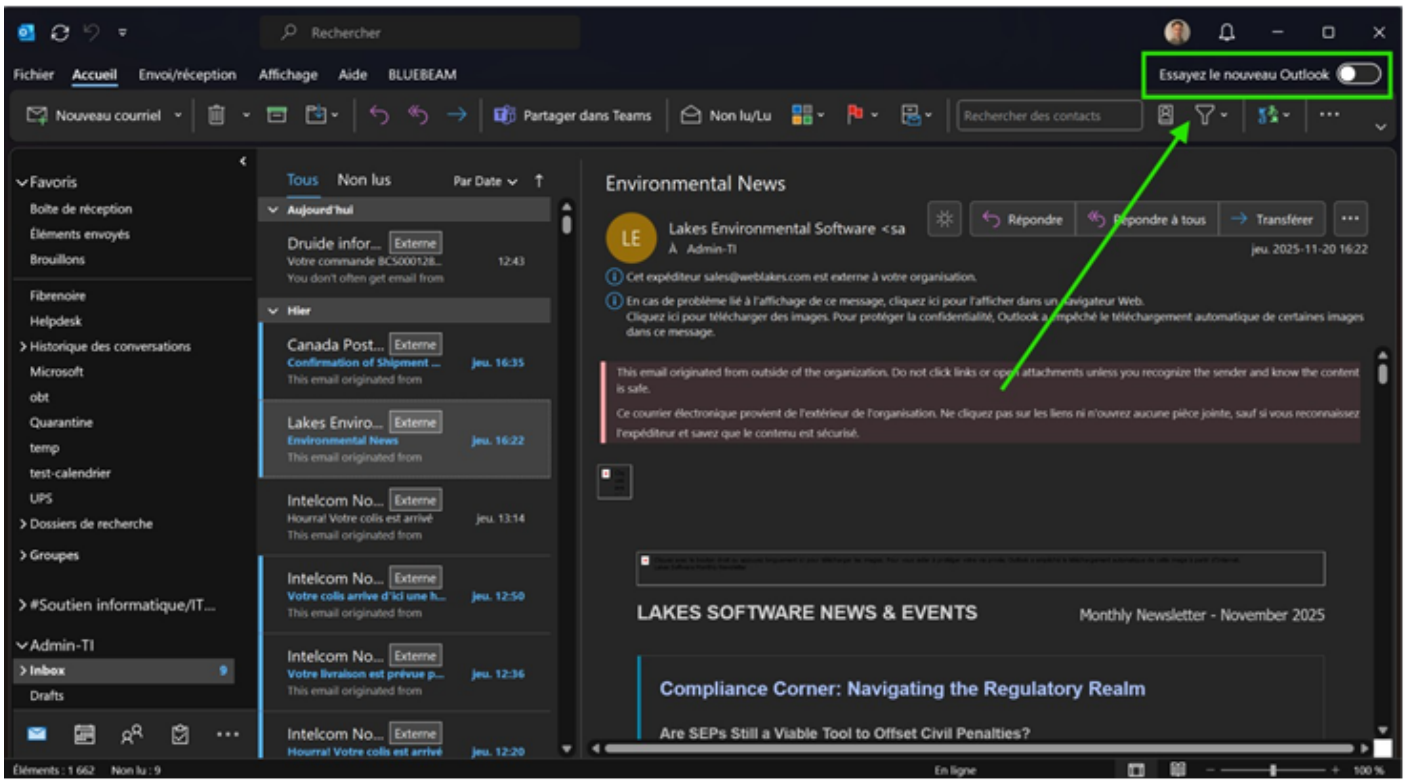 Rechercher
Fichier Accueil Envoi/réception Affichage Aide BLUEBEAM
Essayez le nouveau Outlook
Nouveau courriel
Partager dans Teams
Non lu/Lu
Rechercher des contacts
Favoris
Boîte de réception
Éléments envoyés
Brouillons
Fibrenoire
Helpdesk
Historique des conversations
Microsoft
obt
Quarantine
temp
test-calendrier
UPS
Dossiers de recherche
Groupes
#Soutien informatique/IT...
Admin-TI
Inbox 9
Drafts
Éléments : 1 662 Non lu : 9
Tous Non lus Par Date
Aujourd'hui
Druide infor... Externe
Votre commande BCS000128... 12:43
You don't often get email from
Hier
Canada Post... Externe
Confirmation of Shipment ... jeu. 16:35
This email originated from
Lakes Enviro... Externe
Environmental News jeu. 16:22
This email originated from
Intelcom No... Externe
Hourra! Votre colis est arrivé jeu. 13:14
This email originated from
Intelcom No... Externe
Votre colis arrive d'ici une h... jeu. 12:50
This email originated from
Intelcom No... Externe
Votre livraison est prévue p... jeu. 12:36
This email originated from
Intelcom No... Externe
Hourra! Votre colis est arrivé jeu. 12:20
Environmental News
LE
Lakes Environmental Software <sa
À Admin-TI
Répondre
Répondre à tous
Transférer
jeu. 2025-11-20 16:22
Cet expéditeur sales@weblakes.com est externe à votre organisation.
En cas de problème lié à l'affichage de ce message, cliquez ici pour l'afficher dans un navigateur Web.
Cliquez ici pour télécharger des images. Pour protéger la confidentialité, Outlook a empêché le téléchargement automatique de certaines images
dans ce message.
This email originated from outside of the organization. Do not click links or open attachments unless you recognize the sender and know the content
is safe.
Ce courrier électronique provient de l'extérieur de l'organisation. Ne cliquez pas sur les liens ni n'ouvrez aucune pièce jointe, sauf si vous reconnaissez
l'expéditeur et savez que le contenu est sécurisé.
LAKES SOFTWARE NEWS & EVENTS
Monthly Newsletter - November 2025
Compliance Corner: Navigating the Regulatory Realm
Are SEPs Still a Viable Tool to Offset Civil Penalties?
En ligne
100 %